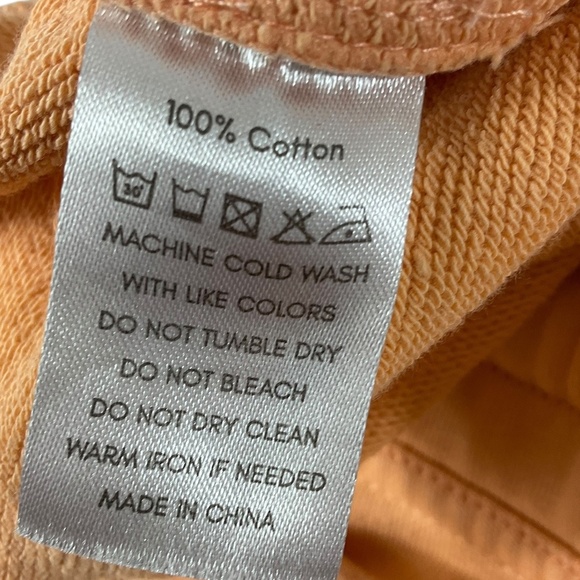 100% Cotton
30°
MACHINE COLD WASH
WITH LIKE COLORS
DO NOT TUMBLE DRY
DO NOT BLEACH
DO NOT DRY CLEAN
WARM IRON IF NEEDED
MADE IN CHINA